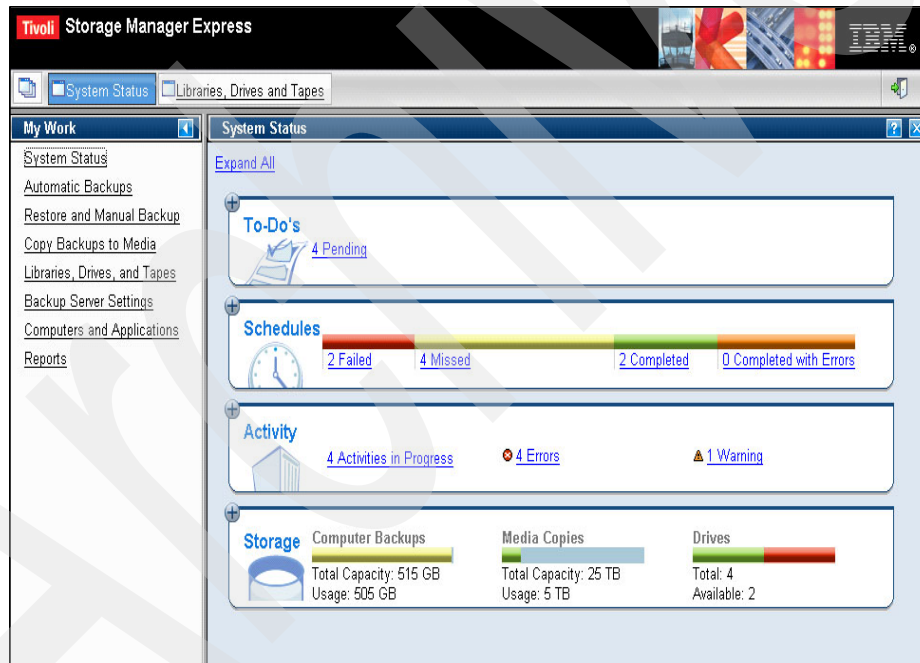 Tivoli Storage Manager Express
IBM®
System Status
Libraries, Drives and Tapes
My Work
System Status
Automatic Backups
Restore and Manual Backup
Copy Backups to Media
Libraries, Drives, and Tapes
Backup Server Settings
Computers and Applications
Reports
System Status
?
Expand All
To-Do's
4 Pending
Schedules
2 Failed
4 Missed
2 Completed
0 Completed with Errors
Activity
4 Activities in Progress
4 Errors
1 Warning
Storage
Computer Backups
Total Capacity: 515 GB
Usage: 505 GB
Media Copies
Total Capacity: 25 TB
Usage: 5 TB
Drives
Total: 4
Available: 2